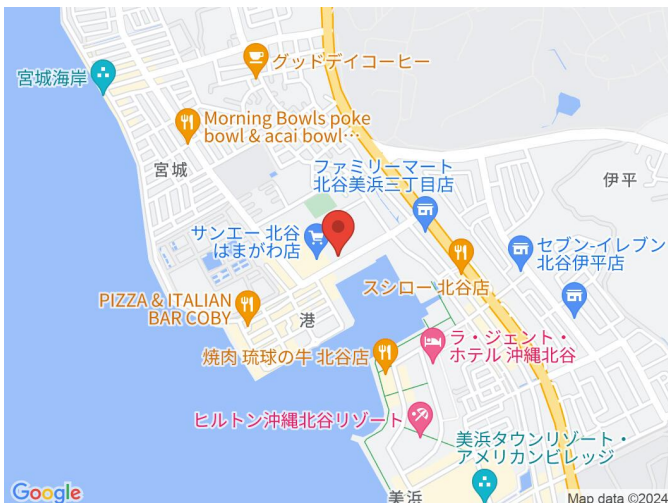 グッドデイコーヒー
宮城海岸
Morning Bowls poke
bowl & acai bowl…
宮城
ファミリーマート
北谷美浜三丁目店
伊平
サンエー 北谷
はまがわ店
セブン-イレブン
北谷伊平店
スシロー 北谷店
PIZZA & ITALIAN
BAR COBY
港
焼肉 琉球の牛 北谷店
ラ・ジェント・
ホテル 沖縄北谷
ヒルトン沖縄北谷リゾート
美浜タウンリゾート・
アメリカンビレッジ
美浜
Google
Map data ©2024